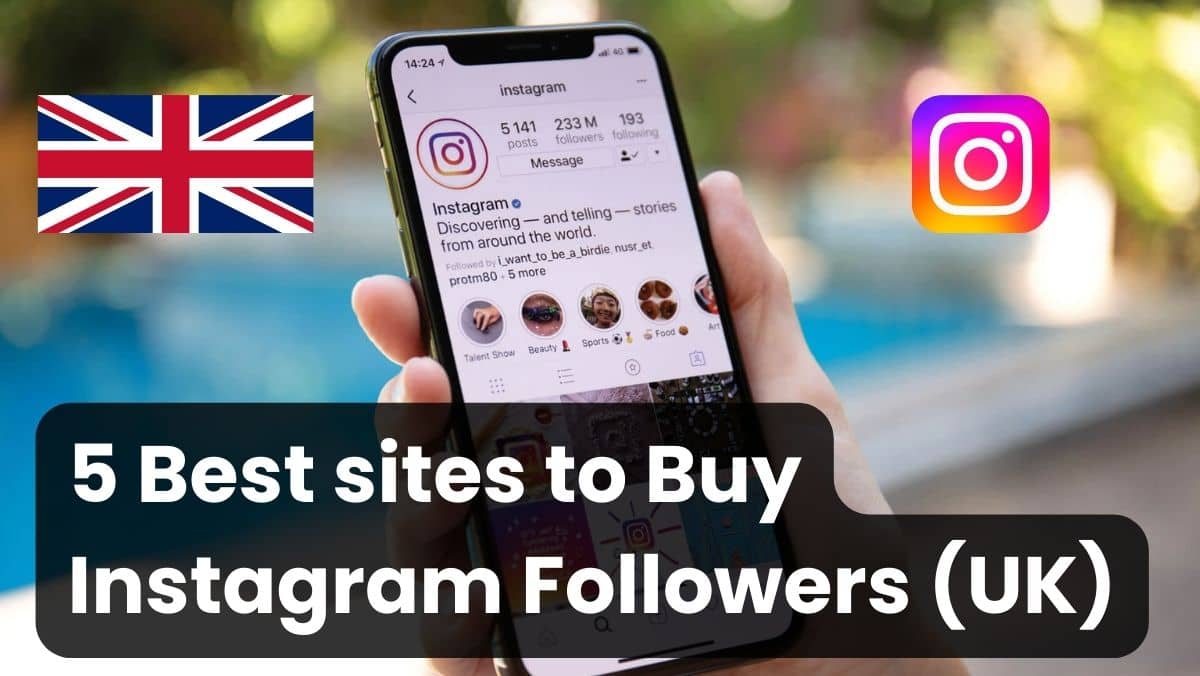 14:24
4G
instagram
5 141 233 M 193
posts followers following
Message
Instagram
Discovering — and telling — stories
from around the world.
Followed by i_want_to_be_a_birdie, nusr_et,
protm80 + 5 more
Talent Show Beauty 💄 Sports ⚽🏅 🍜 Food 🍪 Art
5 Best sites to Buy
Instagram Followers (UK)